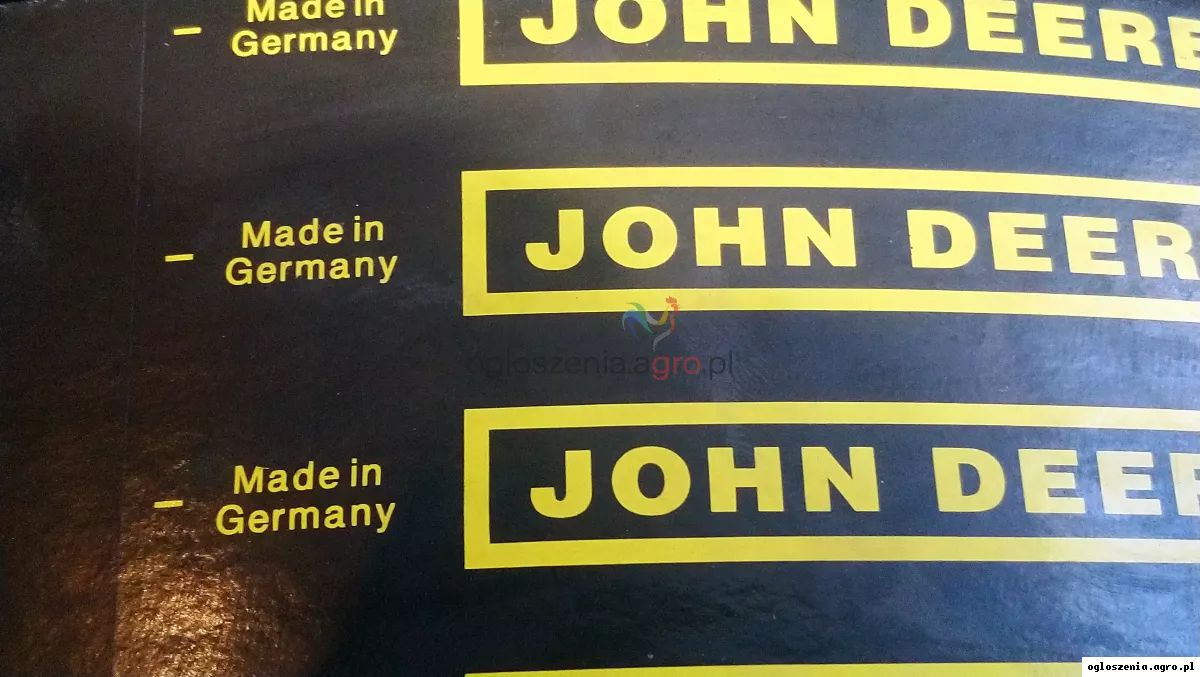 Made in
Germany
JOHN DEERE
Made in
Germany
JOHN DEER
ogloszenia.agro.pl
Made in
Germany
JOHN DEE
ogloszenia.agro.pl